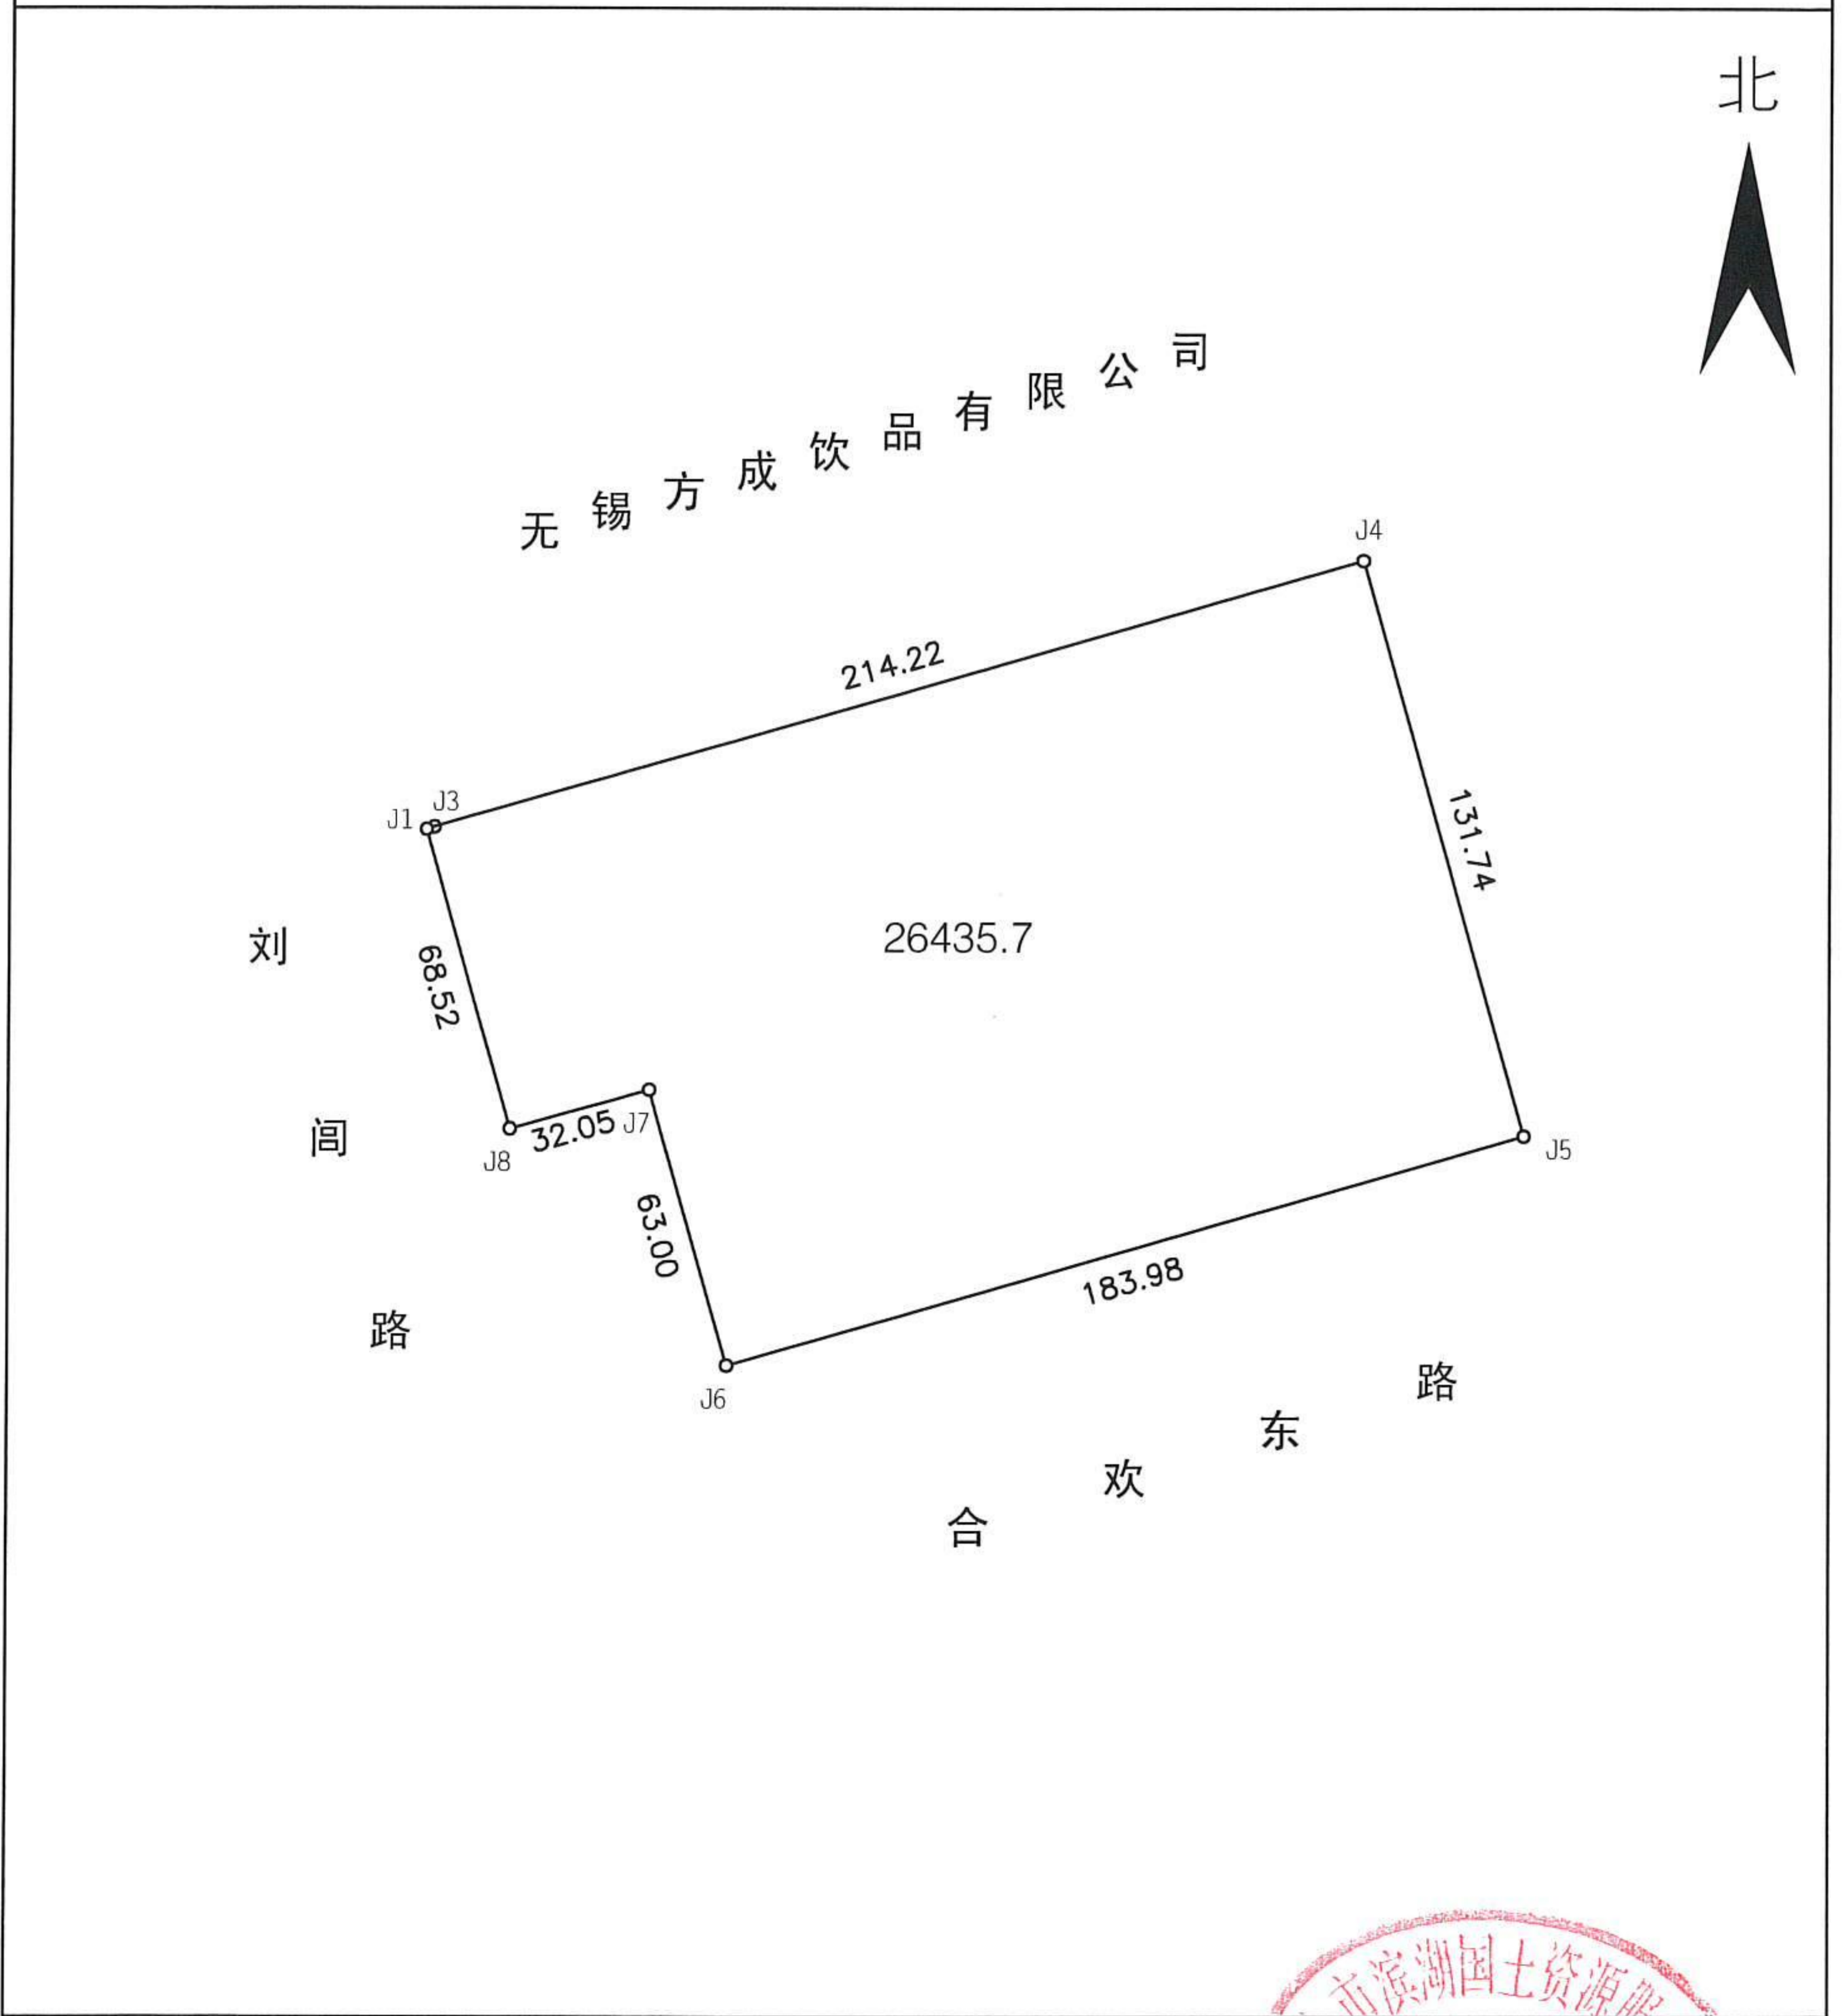 北
无锡方成饮品有限公司
J4
214.22
J3
J1
131.74
26435.7
刘闾路
68.52
J7
32.05
J8
J5
63.00
183.98
J6
合欢东路
市滨湖国土资源